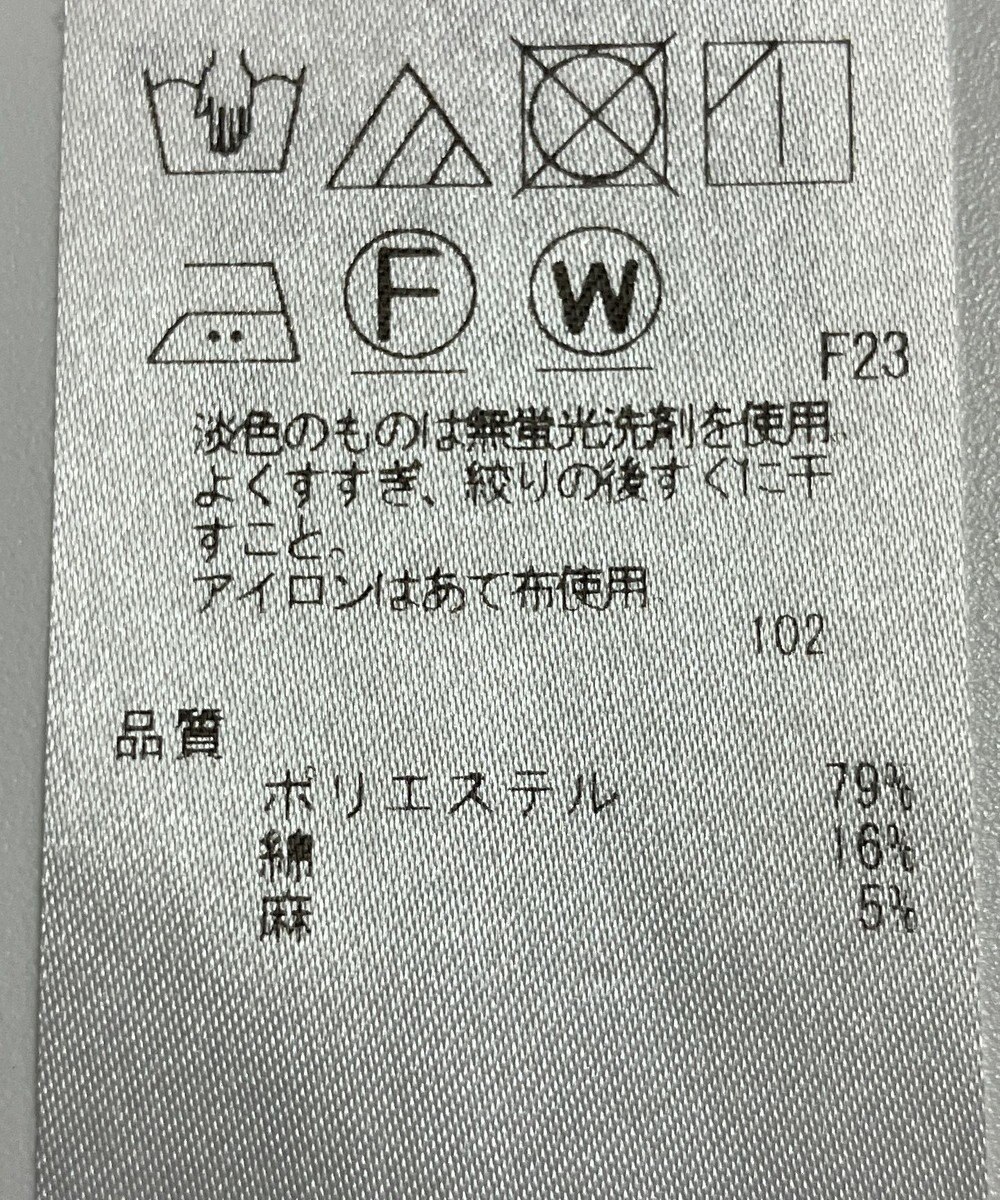 F W
F23
淡色のものは無蛍光洗剤を使用、
よくすすぎ、絞りの後すぐに干
すこと。
アイロンはあて布使用。
102
品質
ポリエステル 79%
綿 16%
麻 5%